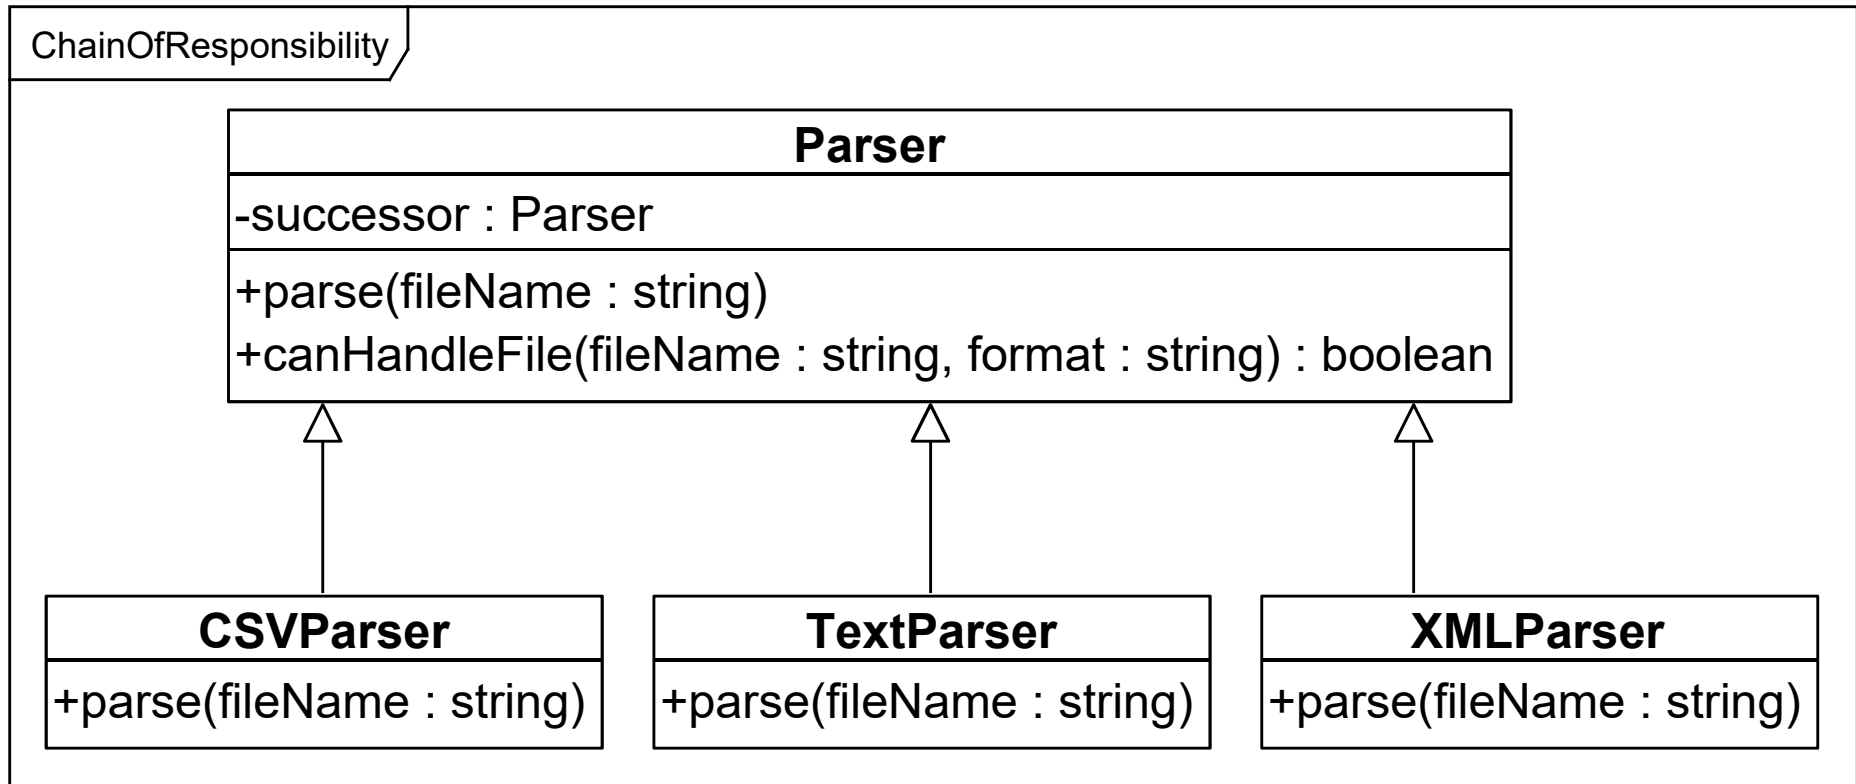 ChainOfResponsibility
Parser
-successor : Parser
+parse(fileName : string)
+canHandleFile(fileName : string, format : string) : boolean
CSVParser
+parse(fileName : string)
TextParser
+parse(fileName : string)
XMLParser
+parse(fileName : string)